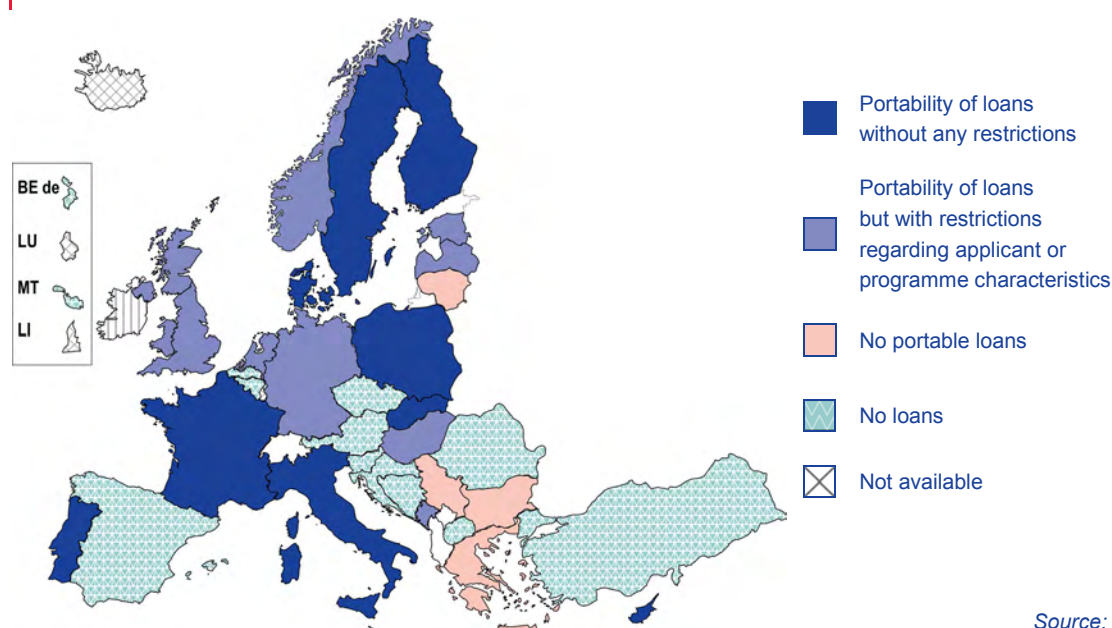 BE de
LU
MT
LI
Portability of loans
without any restrictions
Portability of loans
but with restrictions
regarding applicant or
programme characteristics
No portable loans
No loans
Not available
Source: